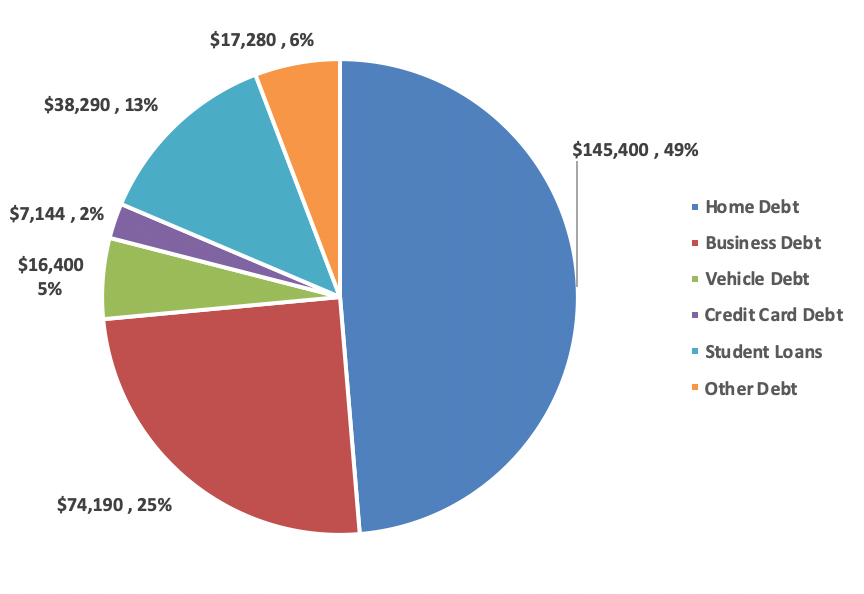 $17,280 , 6%
$38,290 , 13%
$145,400 , 49%
$7,144 , 2%
$16,400
5%
$74,190 , 25%
Home Debt
Business Debt
Vehicle Debt
Credit Card Debt
Student Loans
Other Debt